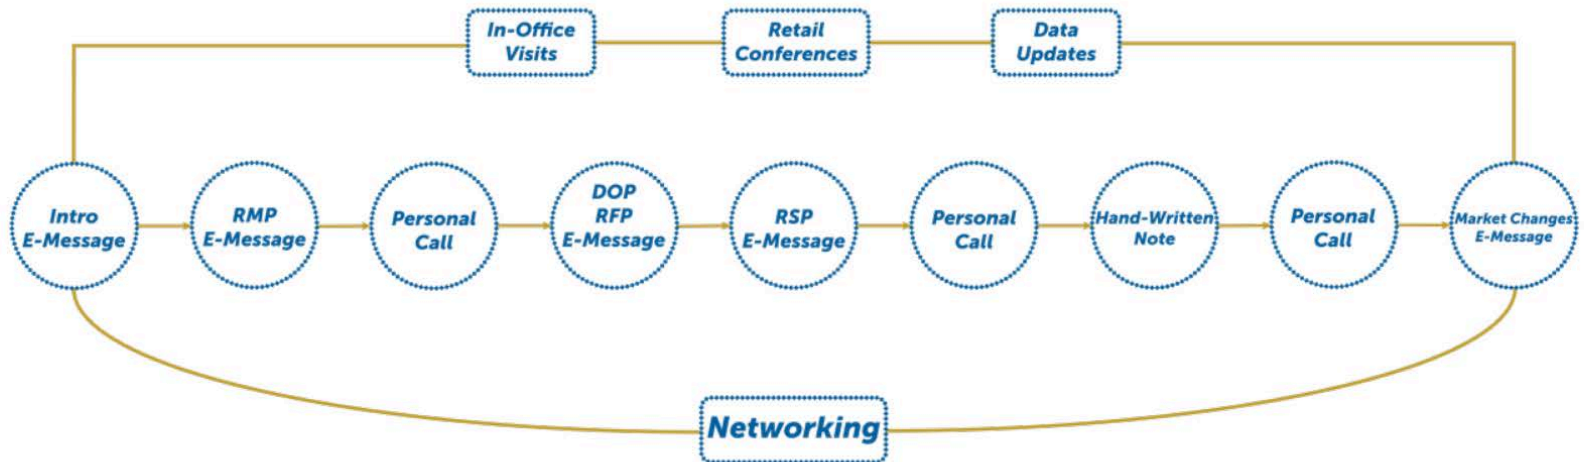 In-Office
Visits
Retail
Conferences
Data
Updates
Intro
E-Message
RMP
E-Message
Personal
Call
DOP
RFP
E-Message
RSP
E-Message
Personal
Call
Hand-Written
Note
Personal
Call
Market Changes
E-Message
Networking